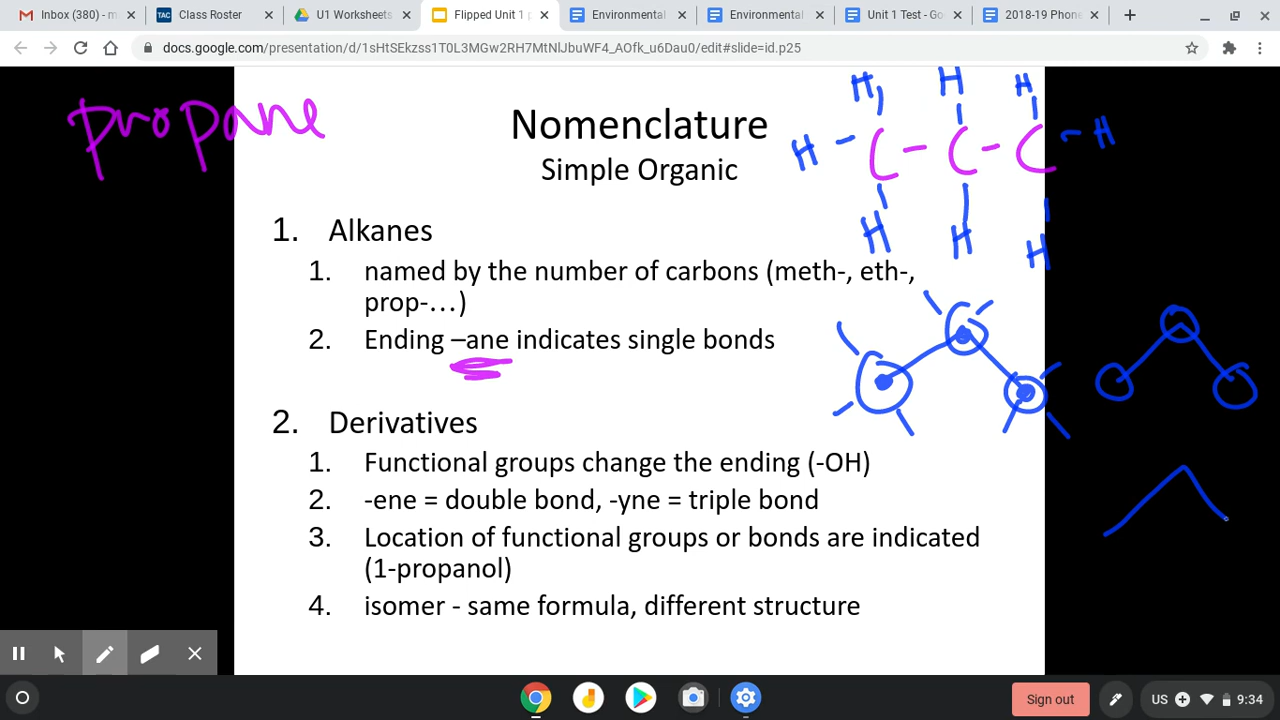 Inbox (380) - m
Class Roster
U1 Worksheets
Flipped Unit 1 p
Environmental
Environmental
Unit 1 Test - Go
2018-19 Phon
docs.google.com/presentation/d/1sHtSEkzss1T0L3MGw2RH7MtNlJbuWF4_AOfk_u6Dau0/edit#slide=id.p25
propane
H H H
H - C - C - C - H
H H H
Nomenclature
Simple Organic
1. Alkanes
1. named by the number of carbons (meth-, eth-,
prop-...)
2. Ending –ane indicates single bonds
2. Derivatives
1. Functional groups change the ending (-OH)
2. -ene = double bond, -yne = triple bond
3. Location of functional groups or bonds are indicated
(1-propanol)
4. isomer - same formula, different structure
Sign out
US
9:34